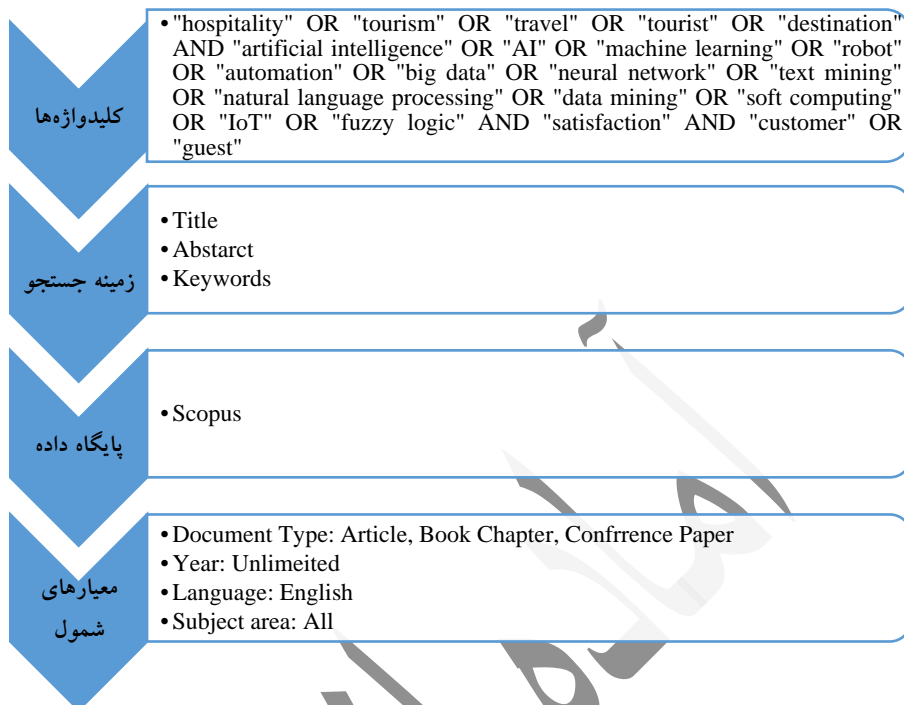 • "hospitality" OR "tourism" OR "travel" OR "tourist" OR "destination"
AND "artificial intelligence" OR "AI" OR "machine learning" OR "robot"
OR "automation" OR "big data" OR "neural network" OR "text mining"
OR "natural language processing" OR "data mining" OR "soft computing"
OR "IoT" OR "fuzzy logic" AND "satisfaction" AND "customer" OR
"guest"
کلیدواژه‌ها
• Title
• Abstarct
• Keywords
زمینه جستجو
• Scopus
پایگاه داده
• Document Type: Article, Book Chapter, Confrrence Paper
• Year: Unlimeited
• Language: English
• Subject area: All
معیارهای
شمول